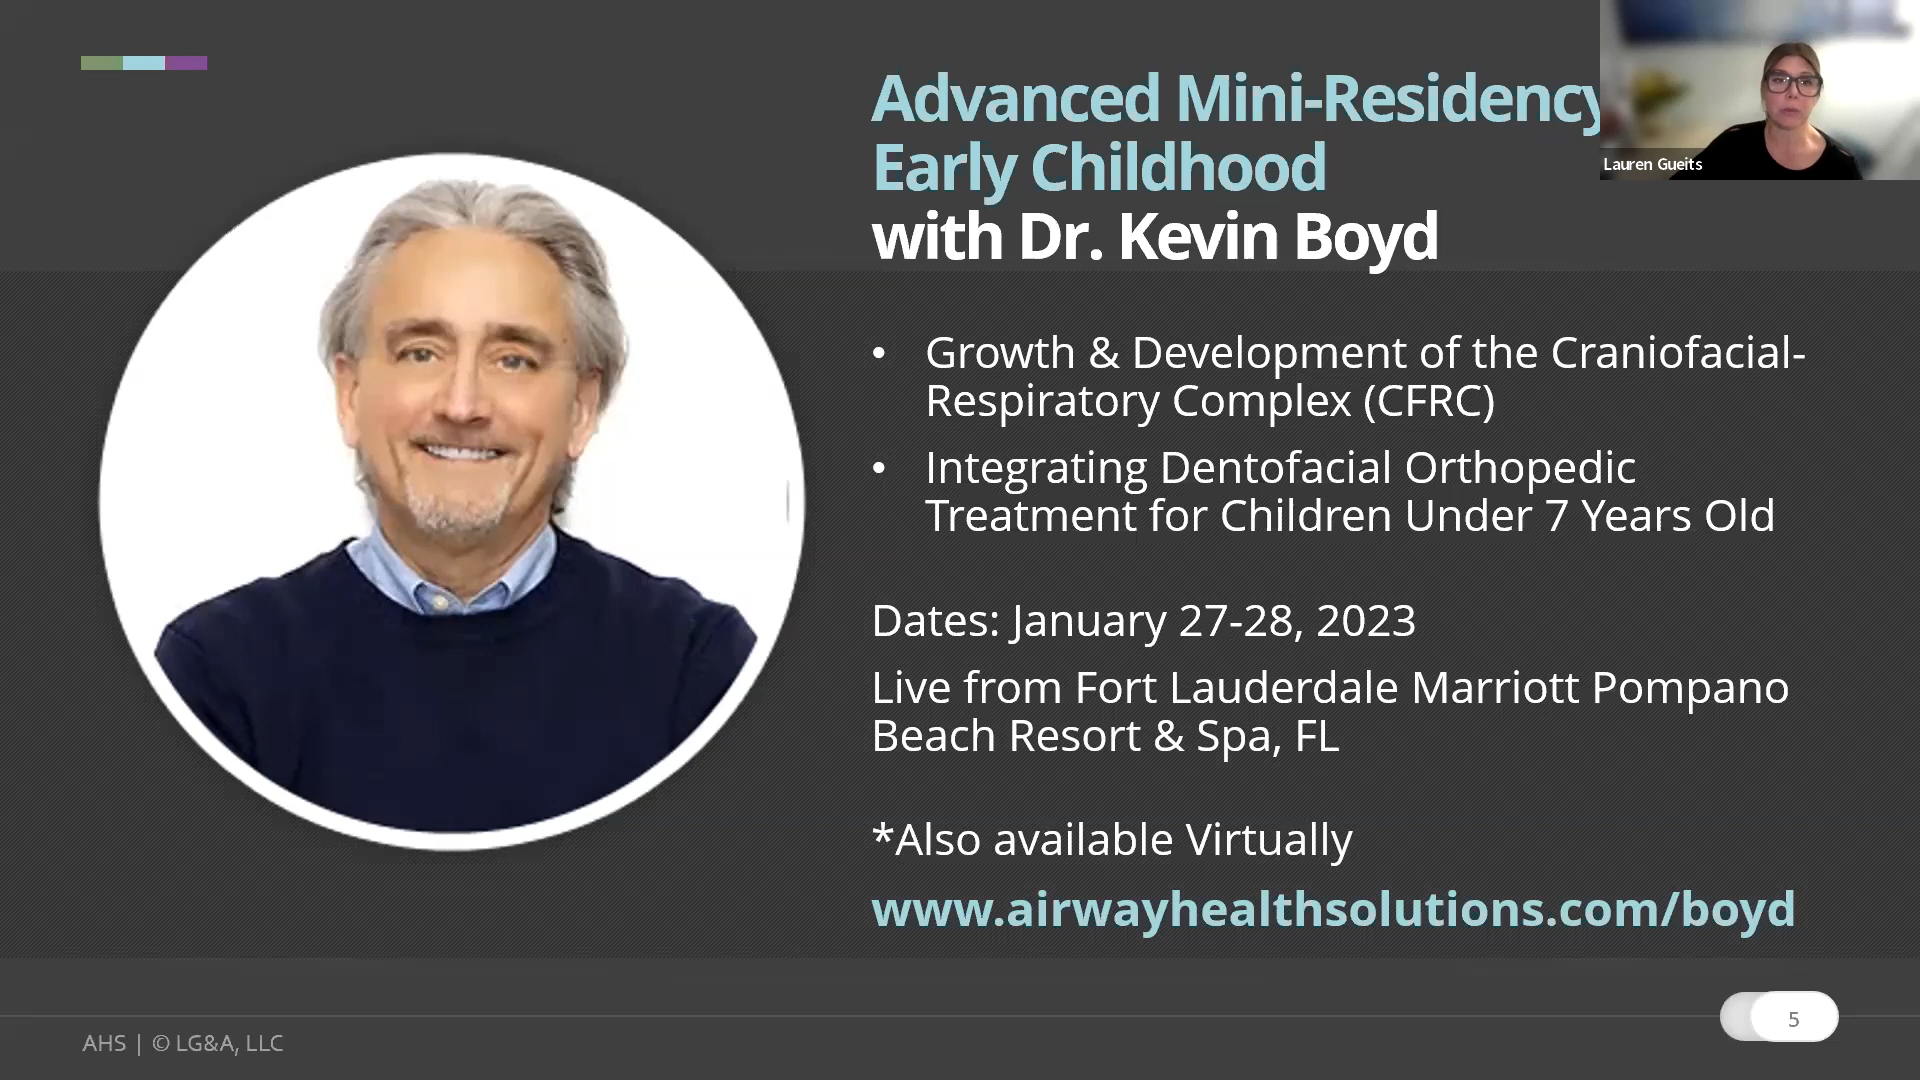 Advanced Mini-Residency
Early Childhood
with Dr. Kevin Boyd
Lauren Gueits
• Growth & Development of the Craniofacial-
Respiratory Complex (CFRC)
• Integrating Dentofacial Orthopedic
Treatment for Children Under 7 Years Old
Dates: January 27-28, 2023
Live from Fort Lauderdale Marriott Pompano
Beach Resort & Spa, FL
*Also available Virtually
www.airwayhealthsolutions.com/boyd
5
AHS | © LG&A, LLC